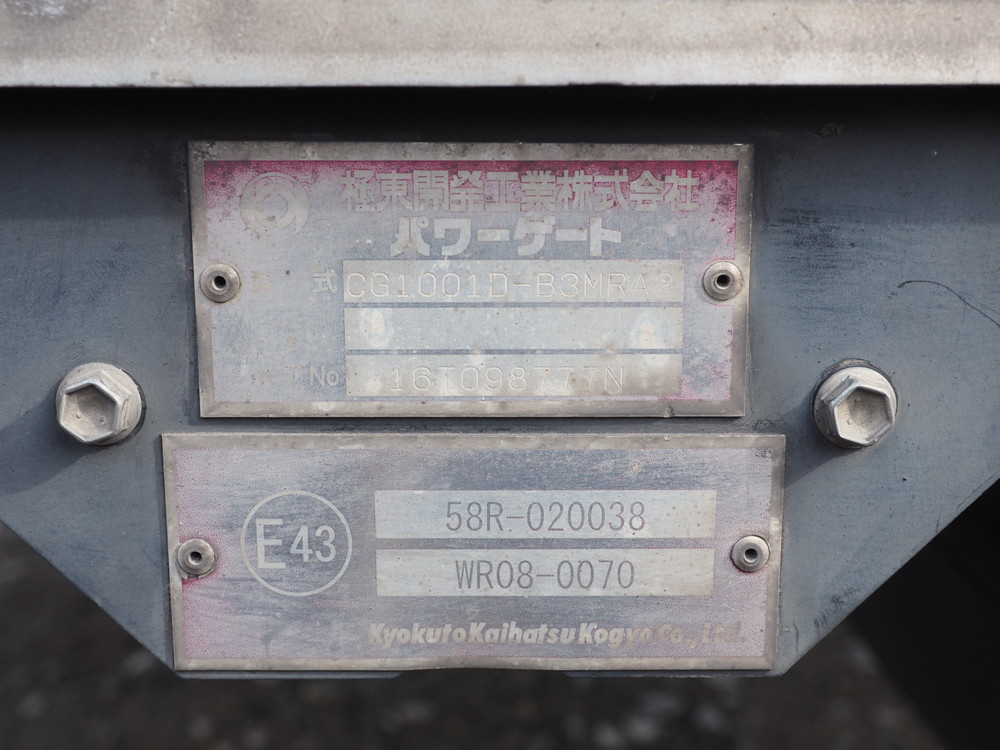 極東開発工業株式会社
パワーゲート
式 CG1001D-B3MRA2
No 16T098777N
E43
58R-020038
WR08-0070
Kyokuto Kaihatsu Kogyo Co., Ltd.